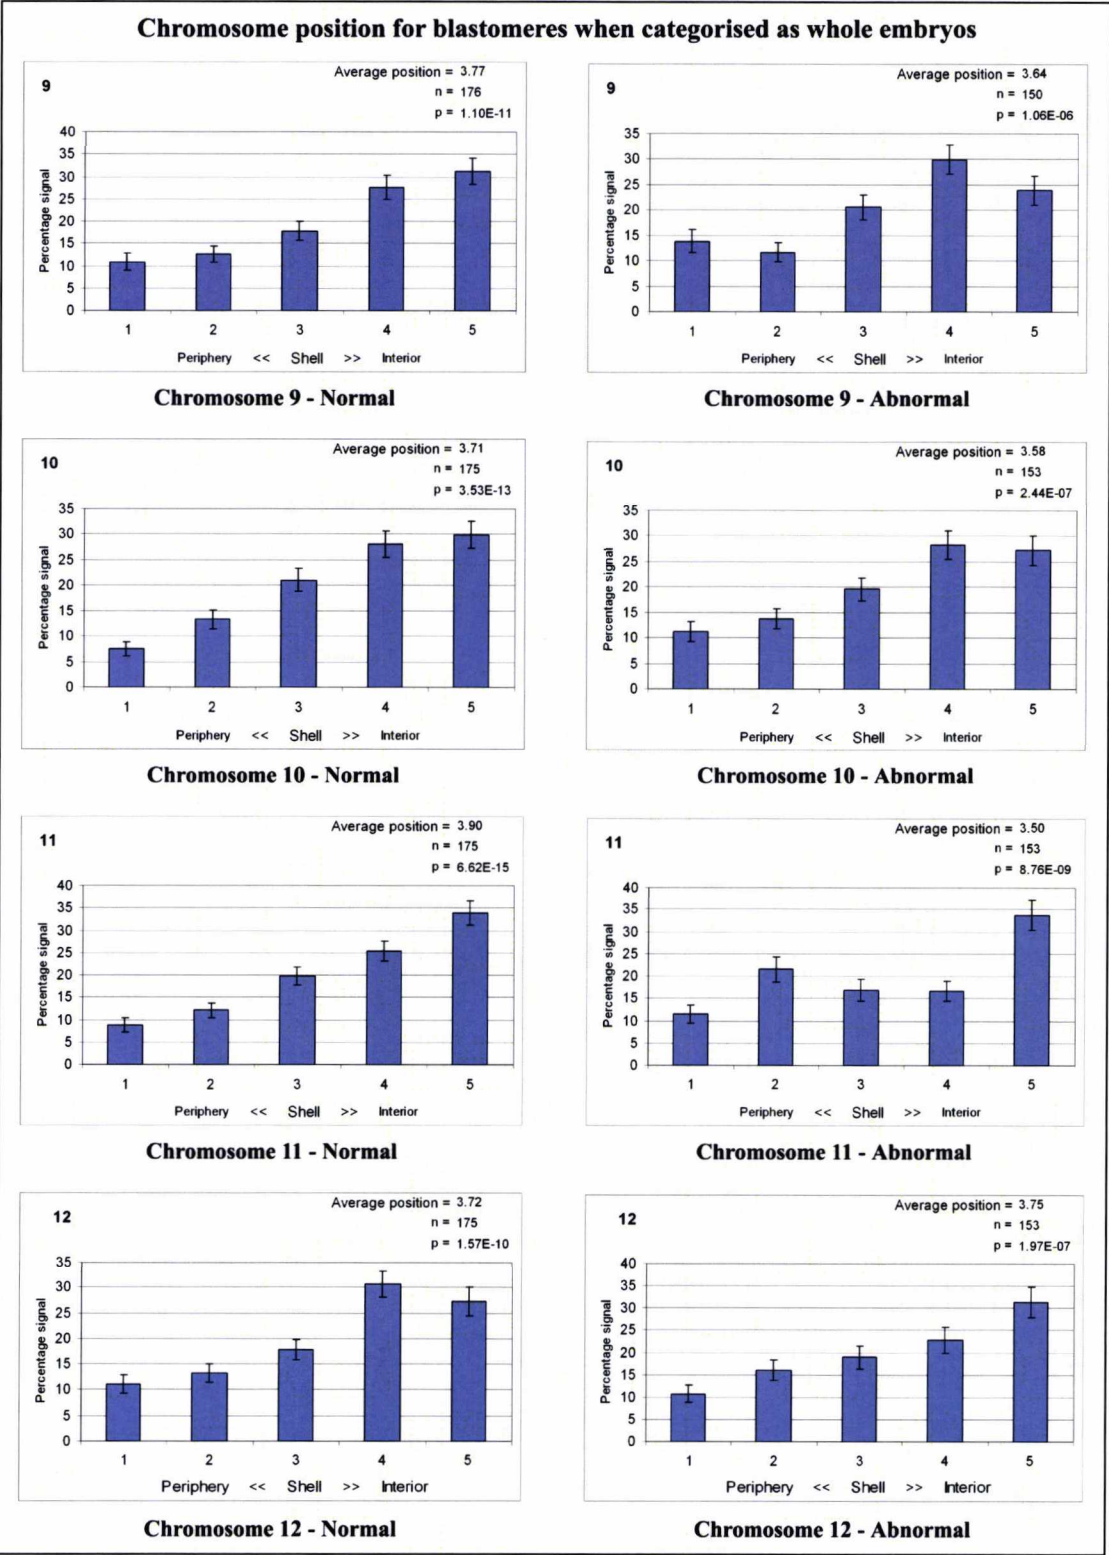 Chromosome position for blastomeres when categorised as whole embryos
9
Average position = 3.77
n = 176
p = 1.10E-11
Percentage signal
40
35
30
25
20
15
10
5
0
1 2 3 4 5
Periphery << Shell >> Interior
Chromosome 9 - Normal
9
Average position = 3.64
n = 150
p = 1.06E-06
Percentage signal
35
30
25
20
15
10
5
0
1 2 3 4 5
Periphery << Shell >> Interior
Chromosome 9 - Abnormal
10
Average position = 3.71
n = 175
p = 3.53E-13
Percentage signal
35
30
25
20
15
10
5
0
1 2 3 4 5
Periphery << Shell >> Interior
Chromosome 10 - Normal
10
Average position = 3.58
n = 153
p = 2.44E-07
Percentage signal
35
30
25
20
15
10
5
0
1 2 3 4 5
Periphery << Shell >> Interior
Chromosome 10 - Abnormal
11
Average position = 3.90
n = 175
p = 6.62E-15
Percentage signal
40
35
30
25
20
15
10
5
0
1 2 3 4 5
Periphery << Shell >> Interior
Chromosome 11 - Normal
11
Average position = 3.50
n = 153
p = 8.76E-09
Percentage signal
40
35
30
25
20
15
10
5
0
1 2 3 4 5
Periphery << Shell >> Interior
Chromosome 11 - Abnormal
12
Average position = 3.72
n = 175
p = 1.57E-10
Percentage signal
35
30
25
20
15
10
5
0
1 2 3 4 5
Periphery << Shell >> Interior
Chromosome 12 - Normal
12
Average position = 3.75
n = 153
p = 1.97E-07
Percentage signal
40
35
30
25
20
15
10
5
0
1 2 3 4 5
Periphery << Shell >> Interior
Chromosome 12 - Abnormal